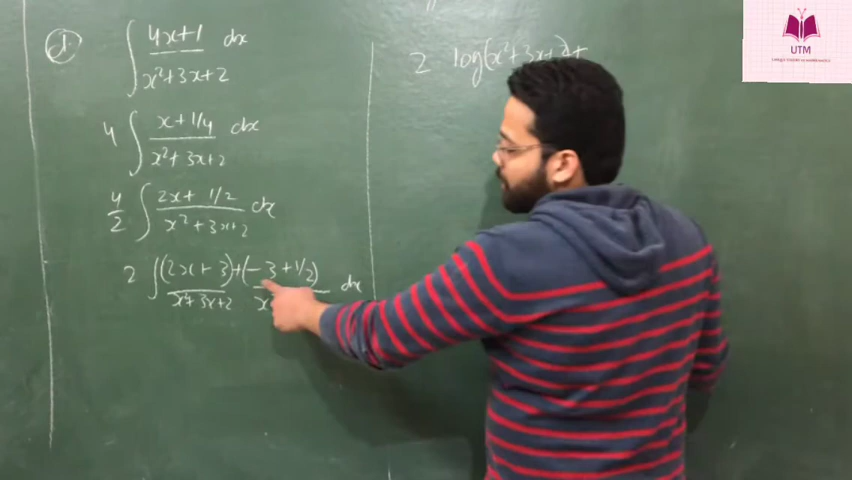 d
∫ 4x+1 / x²+3x+2 dx
4 ∫ x+1/4 / x²+3x+2 dx
4/2 ∫ 2x+1/2 / x²+3x+2 dx
2 ∫ (2x+3)+(-3+1/2) / x²+3x+2 dx
2 log(x²+3x+2)+
UTM